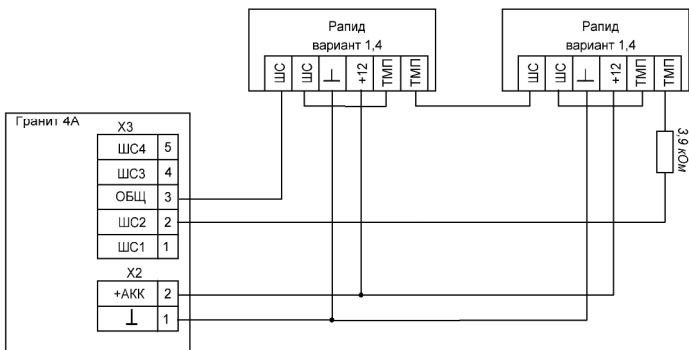 Рапид
вариант 1,4
ШС ШС ⊥ +12 ТМП ТМП
Рапид
вариант 1,4
ШС ШС ⊥ +12 ТМП ТМП
3,9 кОм
Гранит 4А
Х3
ШС4 5
ШС3 4
ОБЩ 3
ШС2 2
ШС1 1
Х2
+АКК 2
⊥ 1